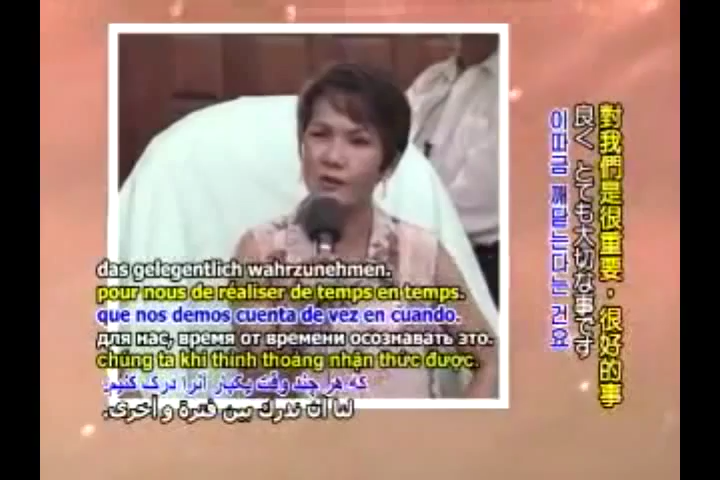 das gelegentlich wahrzunehmen.
pour nous de réaliser de temps en temps.
que nos demos cuenta de vez en cuando.
для нас, время от времени осознавать это.
chúng ta khi thỉnh thoảng nhận thức được.
که هر چند وقت یکبار آنرا درک کنیم.
لنا أن ندرك بين فترة و أخرى.
對我們是很重要，很好的事
良く とても大切な事です
이따금 깨닫는다는 건요